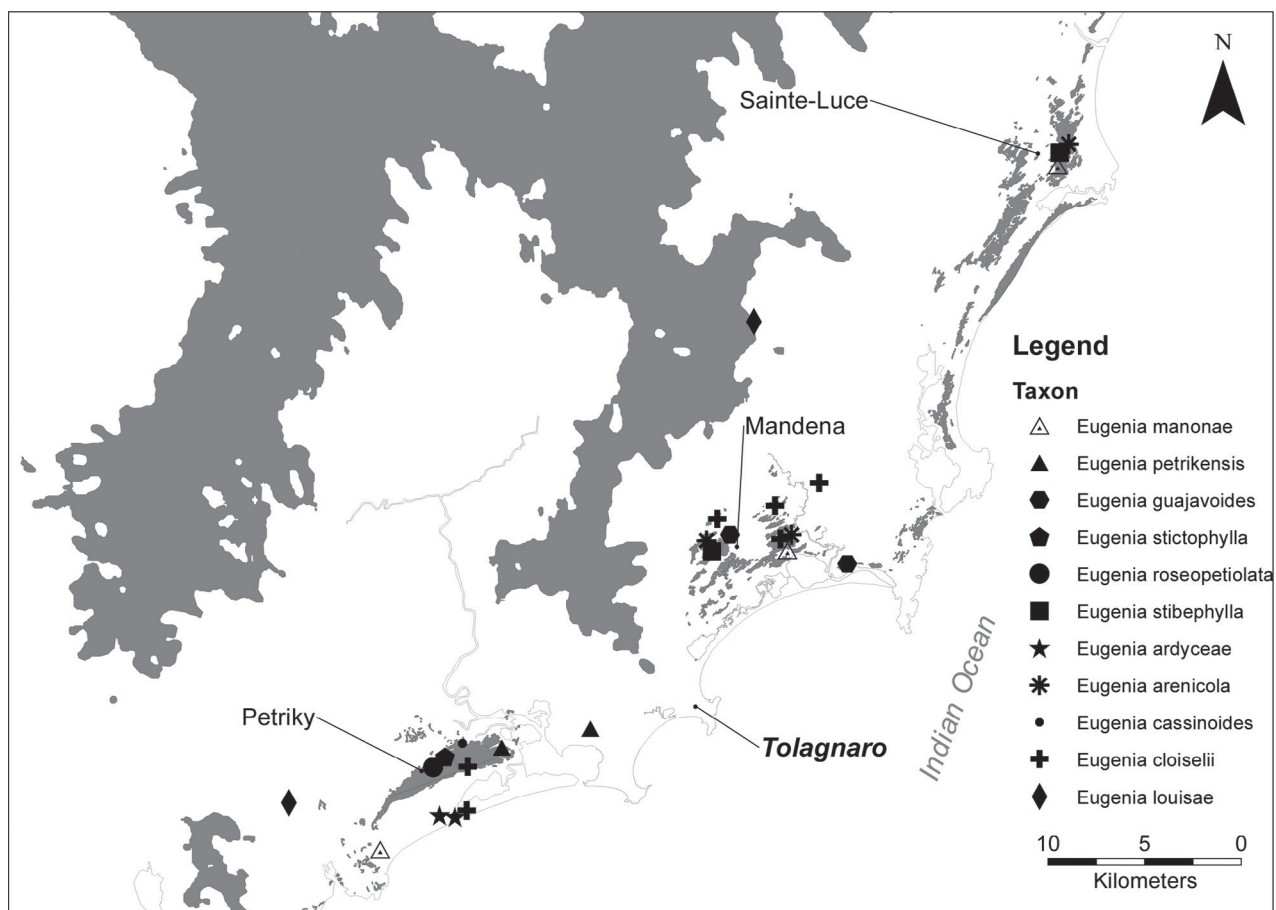 N
Sainte-Luce
Mandena
Petriky
Tolagnaro
Indian Ocean
Legend
Taxon
Eugenia manonae
Eugenia petrikensis
Eugenia guajavoides
Eugenia stictophylla
Eugenia roseopetiolata
Eugenia stibephylla
Eugenia ardyceae
Eugenia arenicola
Eugenia cassinoides
Eugenia cloiselii
Eugenia louisae
10 5 0
Kilometers